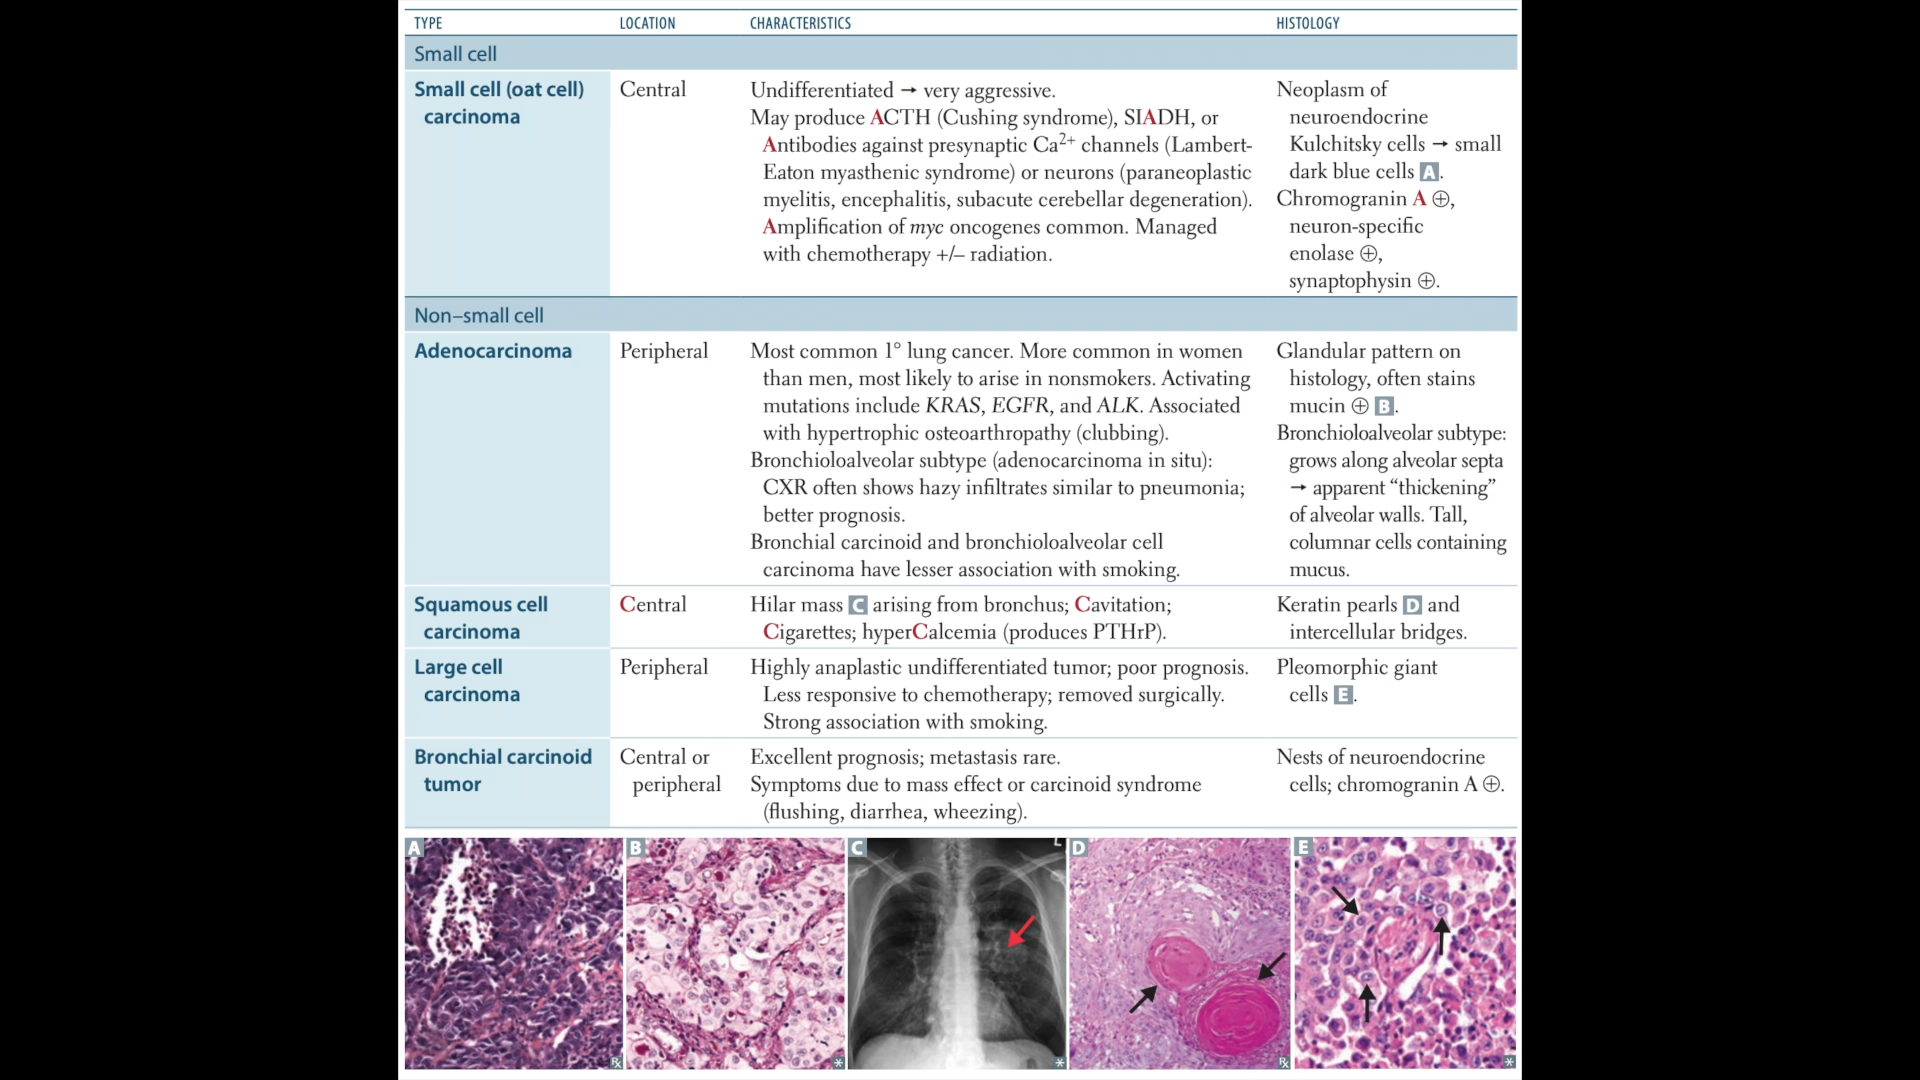 TYPE LOCATION CHARACTERISTICS HISTOLOGY
Small cell
Small cell (oat cell)
carcinoma
Central
Undifferentiated → very aggressive.
May produce ACTH (Cushing syndrome), SIADH, or
Antibodies against presynaptic Ca2+ channels (Lambert-
Eaton myasthenic syndrome) or neurons (paraneoplastic
myelitis, encephalitis, subacute cerebellar degeneration).
Amplification of myc oncogenes common. Managed
with chemotherapy +/– radiation.
Neoplasm of
neuroendocrine
Kulchitsky cells → small
dark blue cells A.
Chromogranin A ⊕,
neuron-specific
enolase ⊕,
synaptophysin ⊕.
Non–small cell
Adenocarcinoma
Peripheral
Most common 1° lung cancer. More common in women
than men, most likely to arise in nonsmokers. Activating
mutations include KRAS, EGFR, and ALK. Associated
with hypertrophic osteoarthropathy (clubbing).
Bronchioloalveolar subtype (adenocarcinoma in situ):
CXR often shows hazy infiltrates similar to pneumonia;
better prognosis.
Bronchial carcinoid and bronchioloalveolar cell
carcinoma have lesser association with smoking.
Glandular pattern on
histology, often stains
mucin ⊕ B.
Bronchioloalveolar subtype:
grows along alveolar septa
→ apparent “thickening”
of alveolar walls. Tall,
columnar cells containing
mucus.
Squamous cell
carcinoma
Central
Hilar mass C arising from bronchus; Cavitation;
Cigarettes; hyperCalcemia (produces PTHrP).
Keratin pearls D and
intercellular bridges.
Large cell
carcinoma
Peripheral
Highly anaplastic undifferentiated tumor; poor prognosis.
Less responsive to chemotherapy; removed surgically.
Strong association with smoking.
Pleomorphic giant
cells E.
Bronchial carcinoid
tumor
Central or
peripheral
Excellent prognosis; metastasis rare.
Symptoms due to mass effect or carcinoid syndrome
(flushing, diarrhea, wheezing).
Nests of neuroendocrine
cells; chromogranin A ⊕.
A B C L D E
Rx * * Rx *